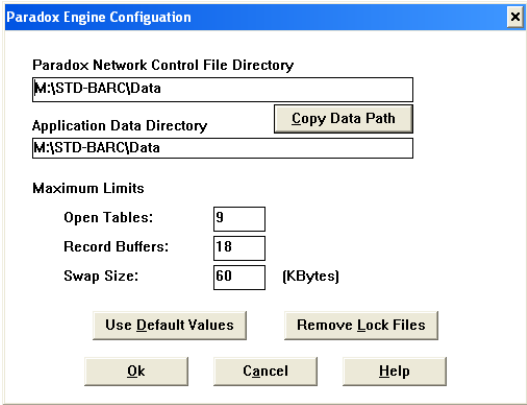 Paradox Engine Configuation
Paradox Network Control File Directory
M:\STD-BARC\Data
Copy Data Path
Application Data Directory
M:\STD-BARC\Data
Maximum Limits
Open Tables: 9
Record Buffers: 18
Swap Size: 60 (KBytes)
Use Default Values Remove Lock Files
Ok Cancel Help